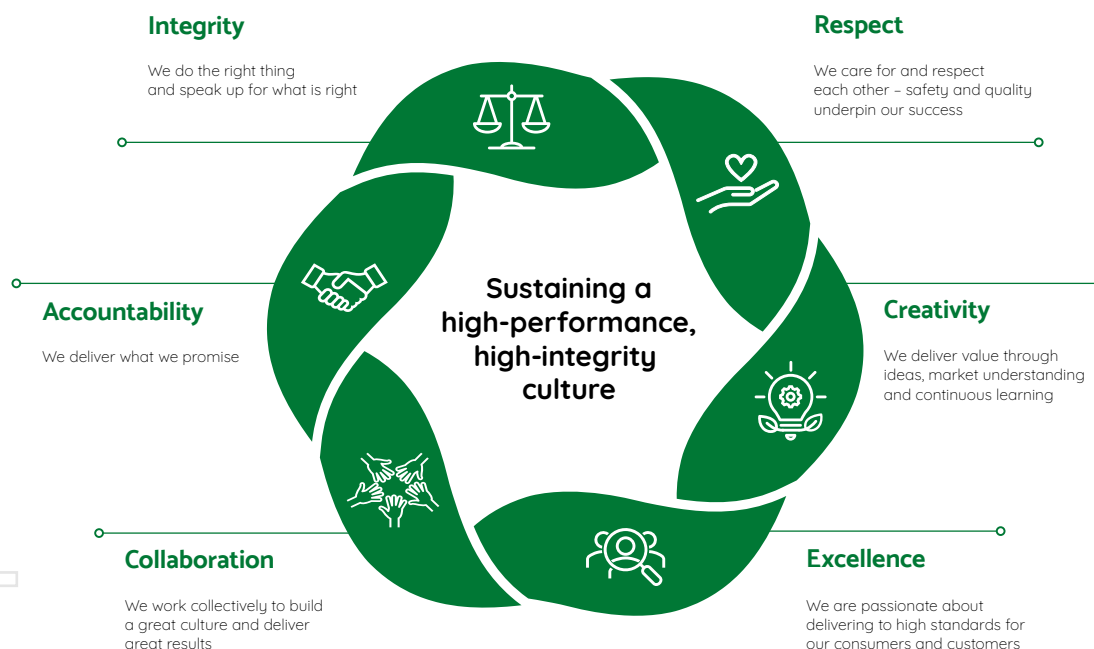 Integrity
We do the right thing
and speak up for what is right
Respect
We care for and respect
each other – safety and quality
underpin our success
Sustaining a
high-performance,
high-integrity
culture
Accountability
We deliver what we promise
Creativity
We deliver value through
ideas, market understanding
and continuous learning
Collaboration
We work collectively to build
a great culture and deliver
great results
Excellence
We are passionate about
delivering to high standards for
our consumers and customers